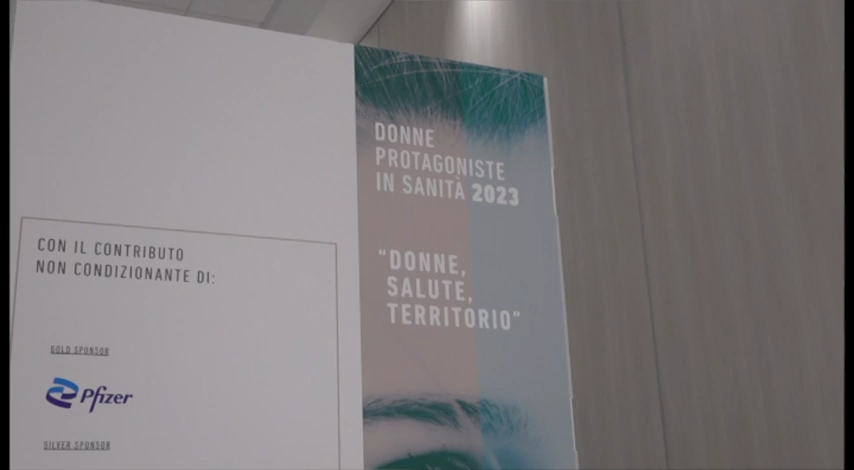 CON IL CONTRIBUTO
NON CONDIZIONANTE DI:
GOLD SPONSOR
Pfizer
SILVER SPONSOR
DONNE
PROTAGONISTE
IN SANITÀ 2023
“DONNE,
SALUTE,
TERRITORIO”